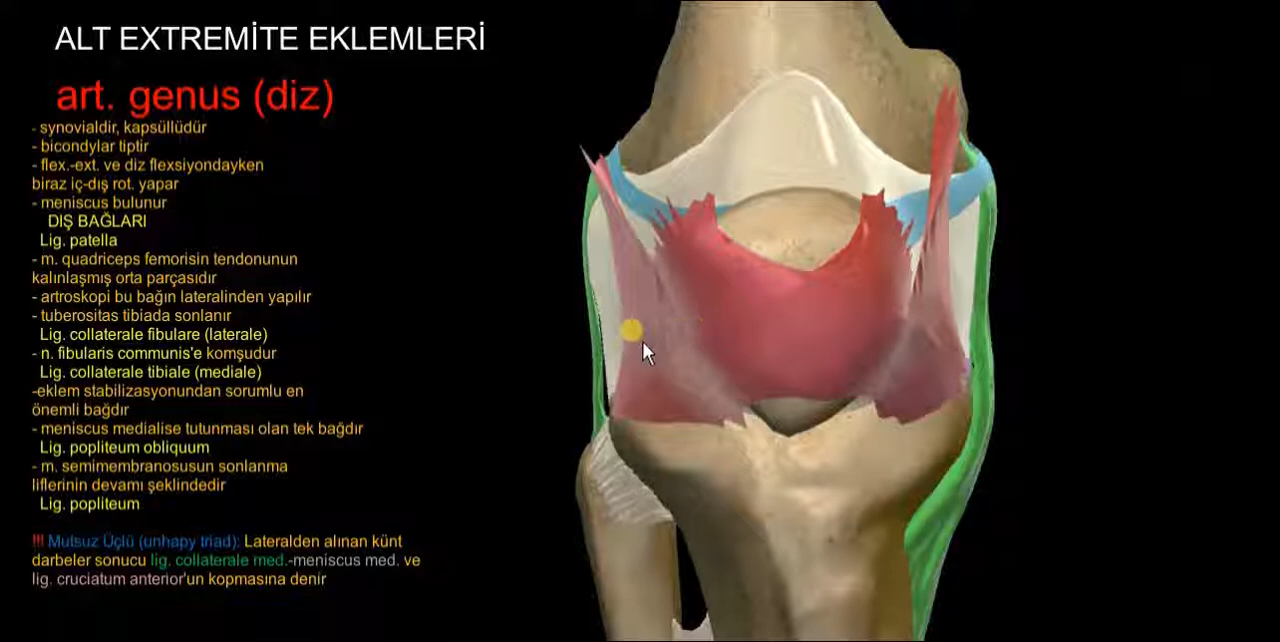 ALT EXTREMİTE EKLEMLERİ
art. genus (diz)
- synovialdir, kapsüllüdür
- bicondylar tiptir
- flex.-ext. ve diz flexsiyondayken
biraz iç-dış rot. yapar
- meniscus bulunur
DIŞ BAĞLARI
Lig. patella
- m. quadriceps femorisin tendonunun
kalınlaşmış orta parçasıdır
- artroskopi bu bağın lateralinden yapılır
- tuberositas tibiada sonlanır
Lig. collaterale fibulare (laterale)
- n. fibularis communis'e komşudur
Lig. collaterale tibiale (mediale)
-eklem stabilizasyonundan sorumlu en
önemli bağdır
- meniscus medialise tutunması olan tek bağdır
Lig. popliteum obliquum
- m. semimembranosusun sonlanma
liflerinin devamı şeklindedir
Lig. popliteum
!!! Mutsuz Üçlü (unhapy triad): Lateralden alınan künt
darbeler sonucu lig. collaterale med.-meniscus med. ve
lig. cruciatum anterior'un kopmasına denir